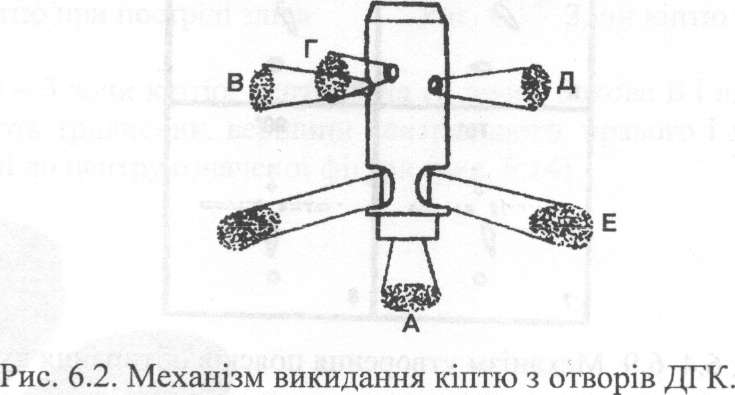 Г
В
Д
Е
А
Рис. 6.2. Механізм викидання кіптю з отворів ДГК.